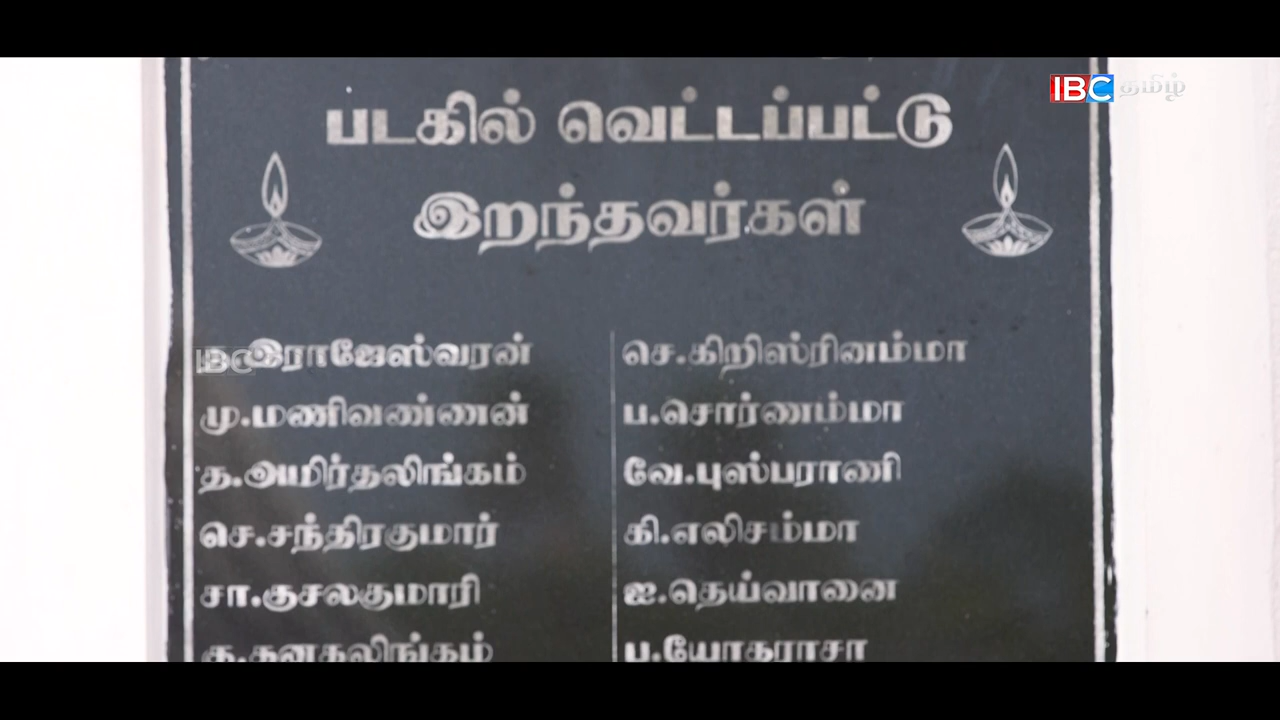 IBC தமிழ்
படகில் வெட்டப்பட்டு
இறந்தவர்கள்
இராஜேஸ்வரன்
மு.மணிவண்ணன்
த.அமிர்தலிங்கம்
செ.சந்திரகுமார்
சா.குசலகுமாரி
செ.கிறிஸ்ரினம்மா
ப.சொர்ணம்மா
வே.புஸ்பராணி
கி.எலிசம்மா
ஐ.தெய்வானை
ப.யோகராசா